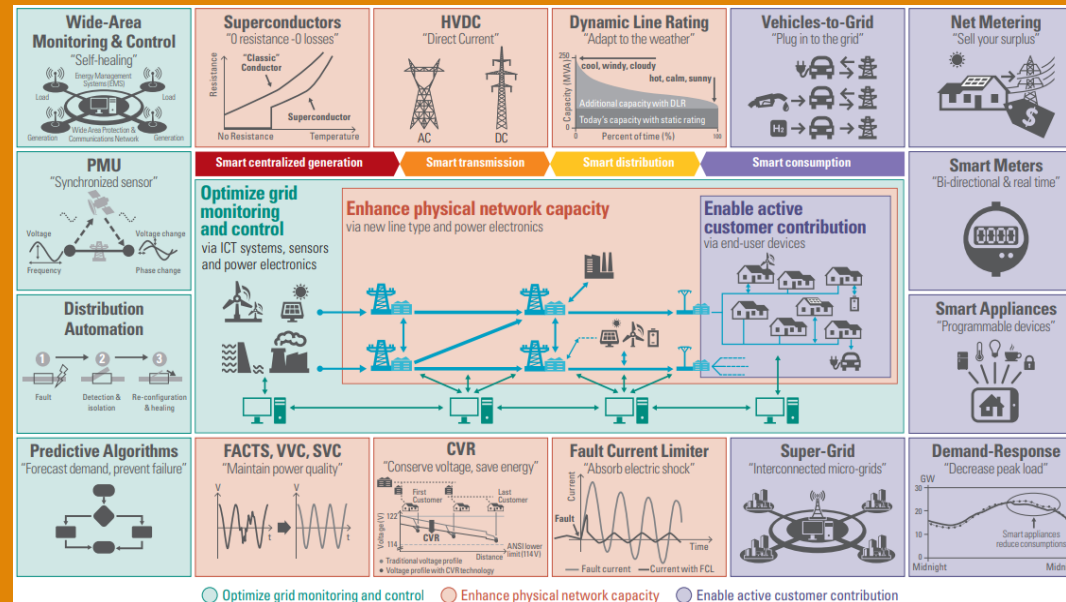 Wide-Area
Monitoring & Control
"Self-healing"
Energy Management
Systems (EMS)
Load
Load
Generation
Wide Area Protection &
Communications Network
Generation
Superconductors
"0 resistance -0 losses"
Resistance
"Classic"
Conductor
Superconductor
No Resistance
Temperature
HVDC
"Direct Current"
AC
DC
Dynamic Line Rating
"Adapt to the weather"
Capacity (MVA)
250
0
cool, windy, cloudy
hot, calm, sunny
Additional capacity with DLR
Today's capacity with static rating
0
Percent of time (%)
100
Vehicles-to-Grid
"Plug in to the grid"
H2
Net Metering
"Sell your surplus"
$
PMU
"Synchronized sensor"
Voltage
Voltage change
Frequency
Phase change
Smart centralized generation
Smart transmission
Smart distribution
Smart consumption
Optimize grid
monitoring
and control
via ICT systems, sensors
and power electronics
Enhance physical network capacity
via new line type and power electronics
Enable active
customer contribution
via end-user devices
Smart Meters
"Bi-directional & real time"
0000
Distribution
Automation
1
2
3
Fault
Detection &
isolation
Re-configuration
& healing
Smart Appliances
"Programmable devices"
Predictive Algorithms
"Forecast demand, prevent failure"
FACTS, VVC, SVC
"Maintain power quality"
V
t
V
t
CVR
"Conserve voltage, save energy"
First
Customer
Last
Customer
Voltage (V)
122
114
CVR
Distance
ANSI lower
limit (114 V)
Traditional voltage profile
Voltage profile with CVR technology
Fault Current Limiter
"Absorb electric shock"
Current
Fault
Time
Fault current
Current with FCL
Super-Grid
"Interconnected micro-grids"
Demand-Response
"Decrease peak load"
GW
30
20
10
0
Smart appliances
reduce consumptions
Midnight
Midn
Optimize grid monitoring and control
Enhance physical network capacity
Enable active customer contribution